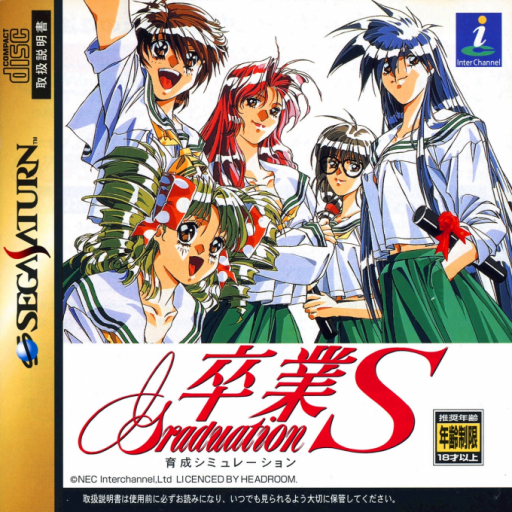 COMPACT
disc
取扱説明書
SEGA SATURN™
i
InterChannel
卒業S
Graduation
育成シミュレーション
推奨年齢
年齢制限
18才以上
©NEC Interchannel,Ltd LICENCED BY HEADROOM.
取扱説明書は使用前に必ずお読みになり、いつでも見られるよう大切に保管してください。